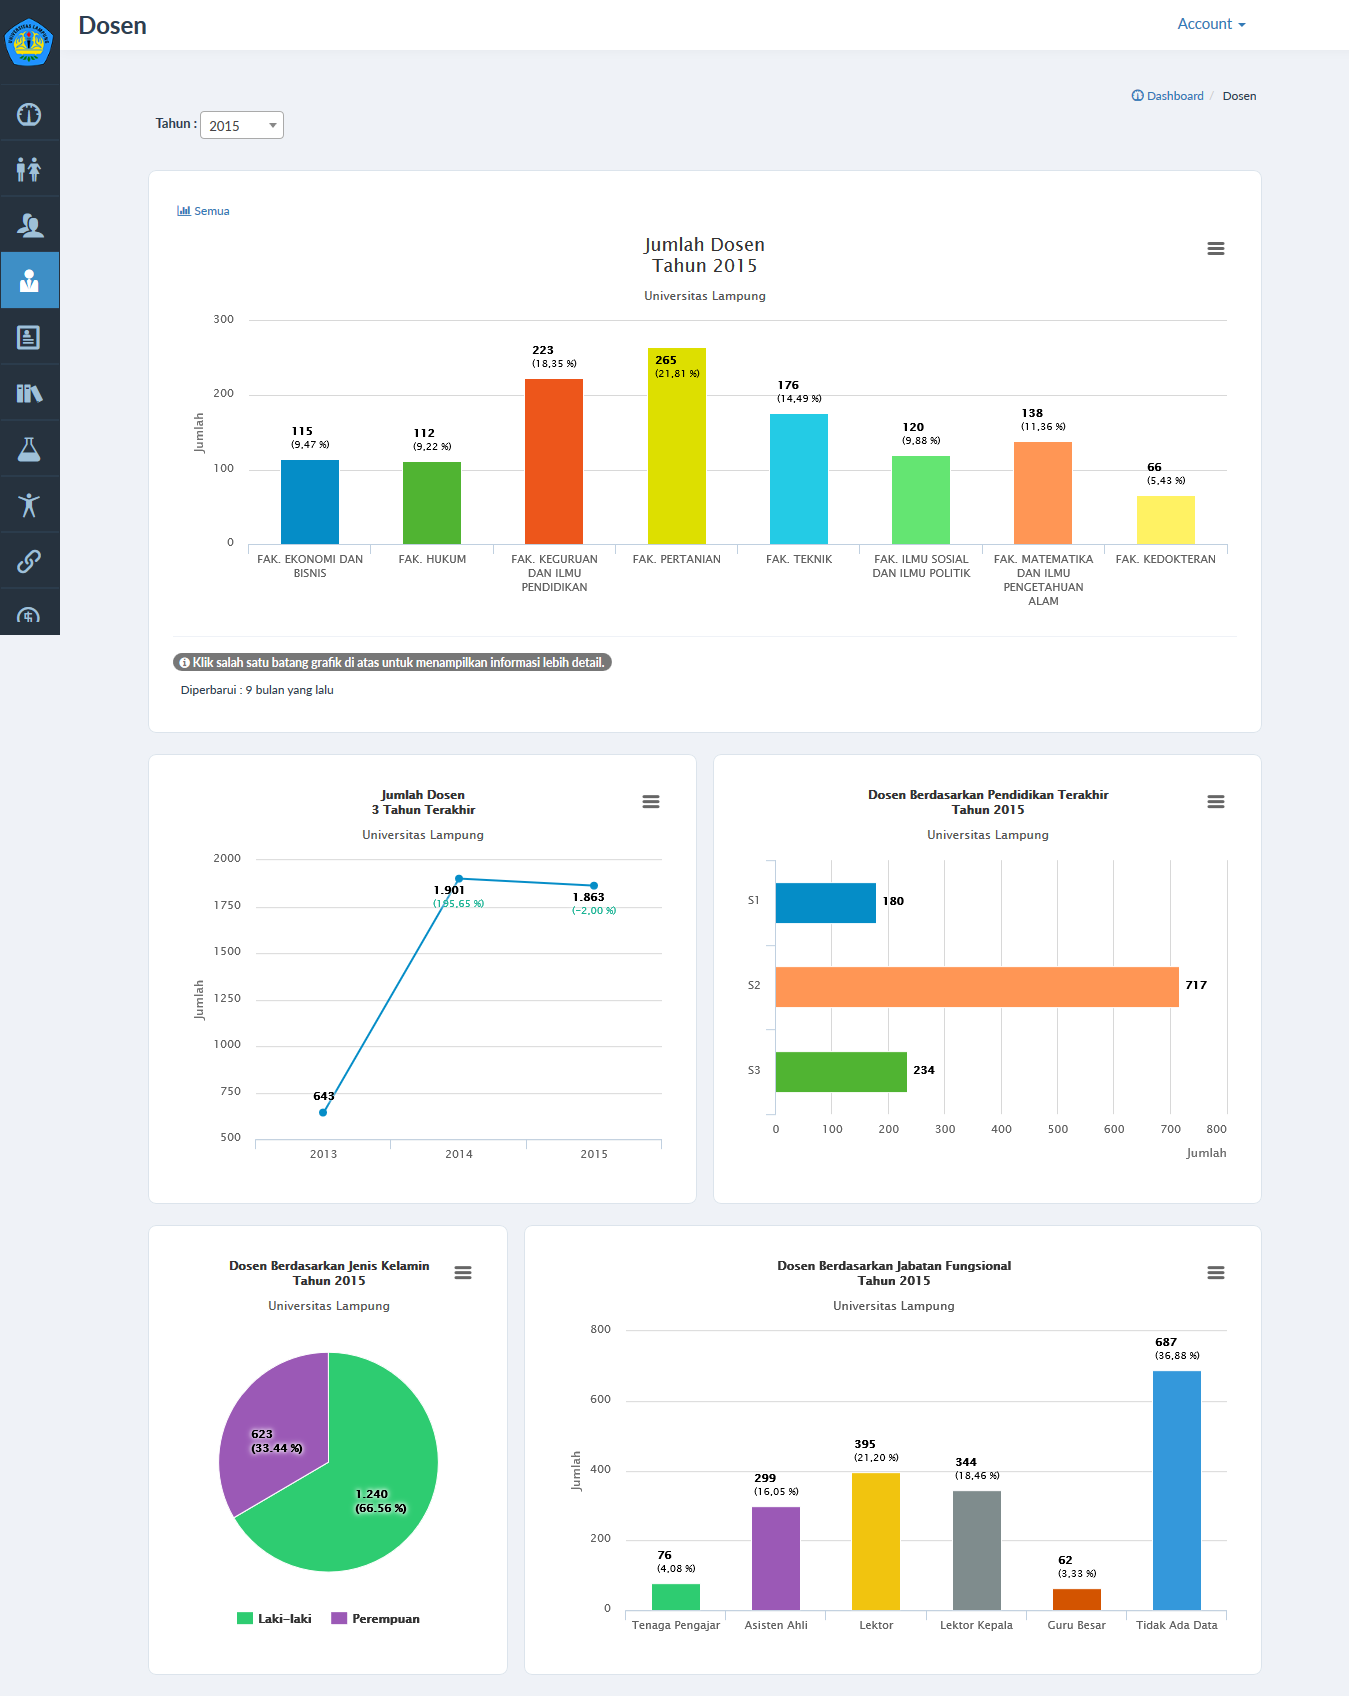 UNIVERSITAS LAMPUNG
Dosen
Account
Dashboard / Dosen
Tahun : 2015
Semua
Jumlah Dosen
Tahun 2015
Universitas Lampung
Jumlah
300
200
100
0
115
(9,47 %)
112
(9,22 %)
223
(18,35 %)
265
(21,81 %)
176
(14,49 %)
120
(9,88 %)
138
(11,36 %)
66
(5,43 %)
FAK. EKONOMI DAN
BISNIS
FAK. HUKUM
FAK. KEGURUAN
DAN ILMU
PENDIDIKAN
FAK. PERTANIAN
FAK. TEKNIK
FAK. ILMU SOSIAL
DAN ILMU POLITIK
FAK. MATEMATIKA
DAN ILMU
PENGETAHUAN
ALAM
FAK. KEDOKTERAN
Klik salah satu batang grafik di atas untuk menampilkan informasi lebih detail.
Diperbarui : 9 bulan yang lalu
Jumlah Dosen
3 Tahun Terakhir
Universitas Lampung
Jumlah
2000
1750
1500
1250
1000
750
500
643
1.901
(195,65 %)
1.863
(-2,00 %)
2013
2014
2015
Dosen Berdasarkan Pendidikan Terakhir
Tahun 2015
Universitas Lampung
S1
180
S2
717
S3
234
0
100
200
300
400
500
600
700
800
Jumlah
Dosen Berdasarkan Jenis Kelamin
Tahun 2015
Universitas Lampung
623
(33.44 %)
1.240
(66.56 %)
Laki-laki
Perempuan
Dosen Berdasarkan Jabatan Fungsional
Tahun 2015
Universitas Lampung
Jumlah
800
600
400
200
0
76
(4,08 %)
299
(16,05 %)
395
(21,20 %)
344
(18,46 %)
62
(3,33 %)
687
(36,88 %)
Tenaga Pengajar
Asisten Ahli
Lektor
Lektor Kepala
Guru Besar
Tidak Ada Data